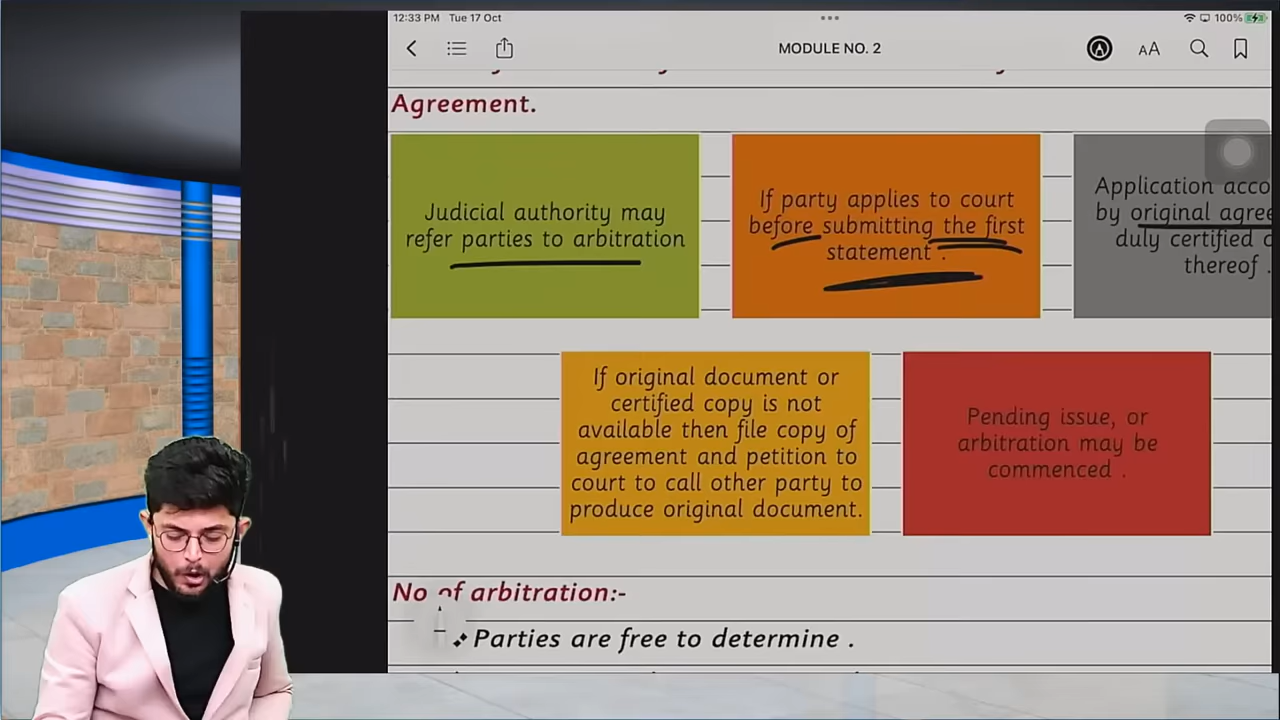 12:33 PM Tue 17 Oct
100%
MODULE NO. 2
AA
Agreement.
Judicial authority may
refer parties to arbitration
If party applies to court
before submitting the first
statement .
Application acco
by original agree
duly certified c
thereof .
If original document or
certified copy is not
available then file copy of
agreement and petition to
court to call other party to
produce original document.
Pending issue, or
arbitration may be
commenced .
No of arbitration:-
Parties are free to determine .